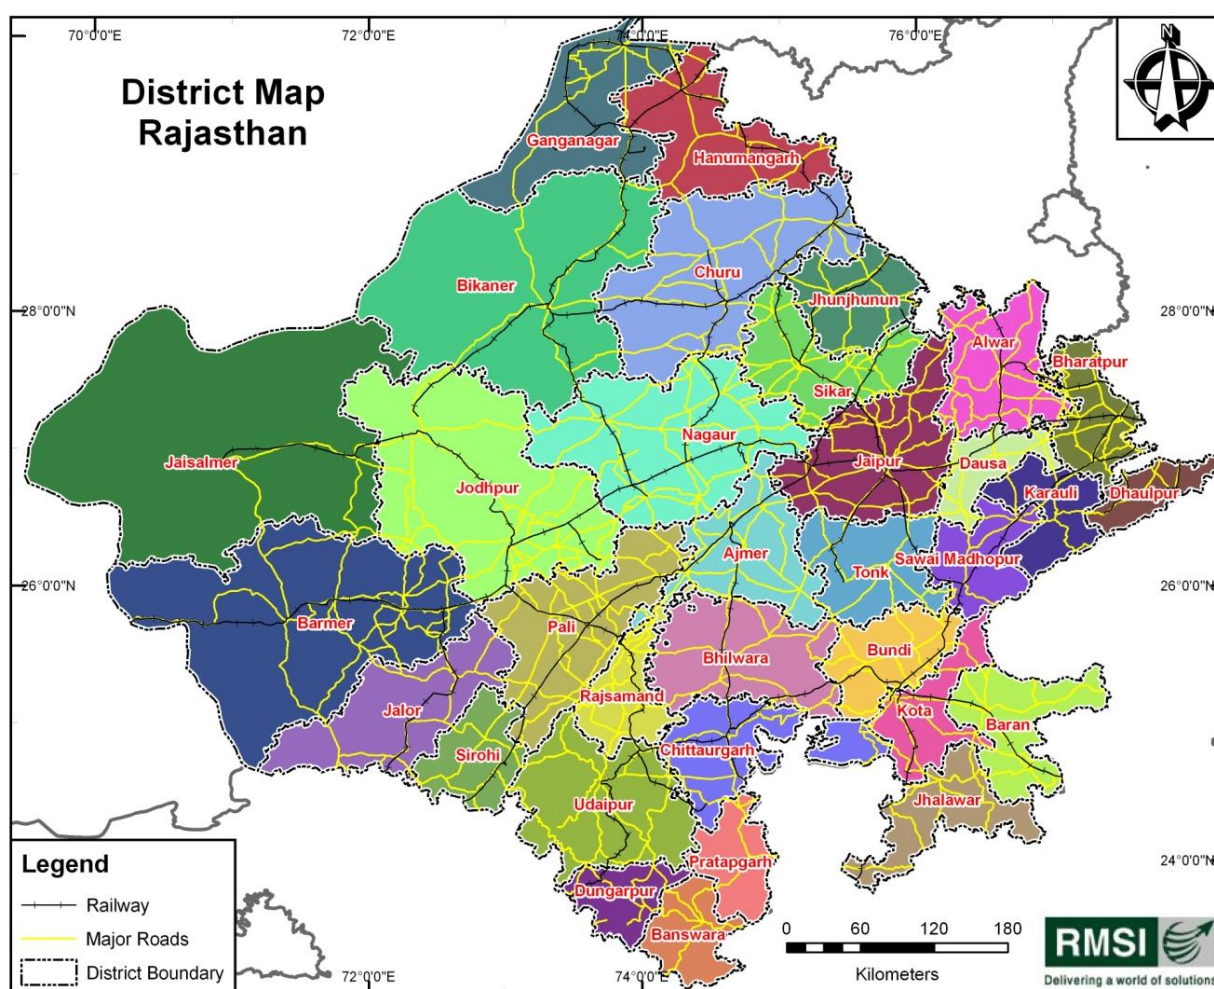 70°0'0"E
72°0'0"E
74°0'0"E
76°0'0"E
N
District Map
Rajasthan
Ganganagar
Hanumangarh
Churu
Bikaner
Jhunjhunun
28°0'0"N
28°0'0"N
Alwar
Bharatpur
Sikar
Nagaur
Jaisalmer
Jaipur
Dausa
Jodhpur
Karauli
Dhaulpur
Ajmer
Sawai Madhopur
Tonk
26°0'0"N
26°0'0"N
Barmer
Pali
Bhilwara
Bundi
Rajsamand
Jalor
Kota
Baran
Sirohi
Chittaurgarh
Udaipur
Jhalawar
Pratapgarh
24°0'0"N
Dungarpur
Banswara
Legend
Railway
Major Roads
District Boundary
72°0'0"E
74°0'0"E
0 60 120 180
Kilometers
RMSI
Delivering a world of solutions